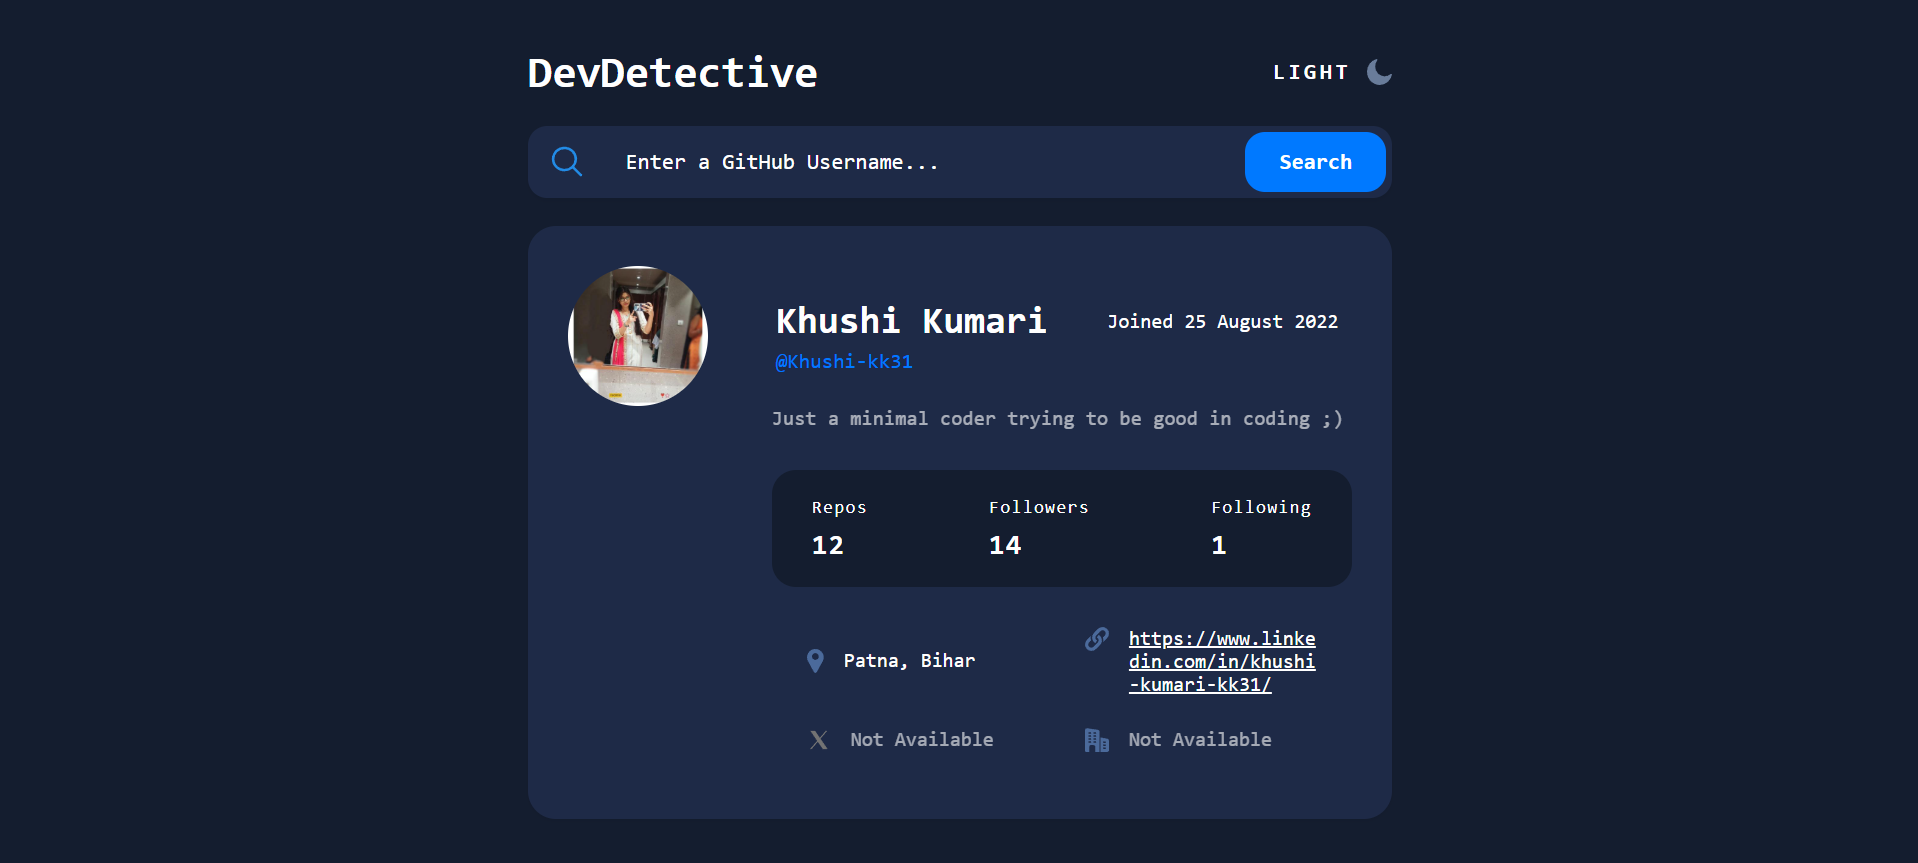 DevDetective
LIGHT
Enter a GitHub Username...
Search
Khushi Kumari
Joined 25 August 2022
@Khushi-kk31
Just a minimal coder trying to be good in coding ;)
Repos
Followers
Following
12
14
1
Patna, Bihar
https://www.linke
din.com/in/khushi
-kumari-kk31/
Not Available
Not Available